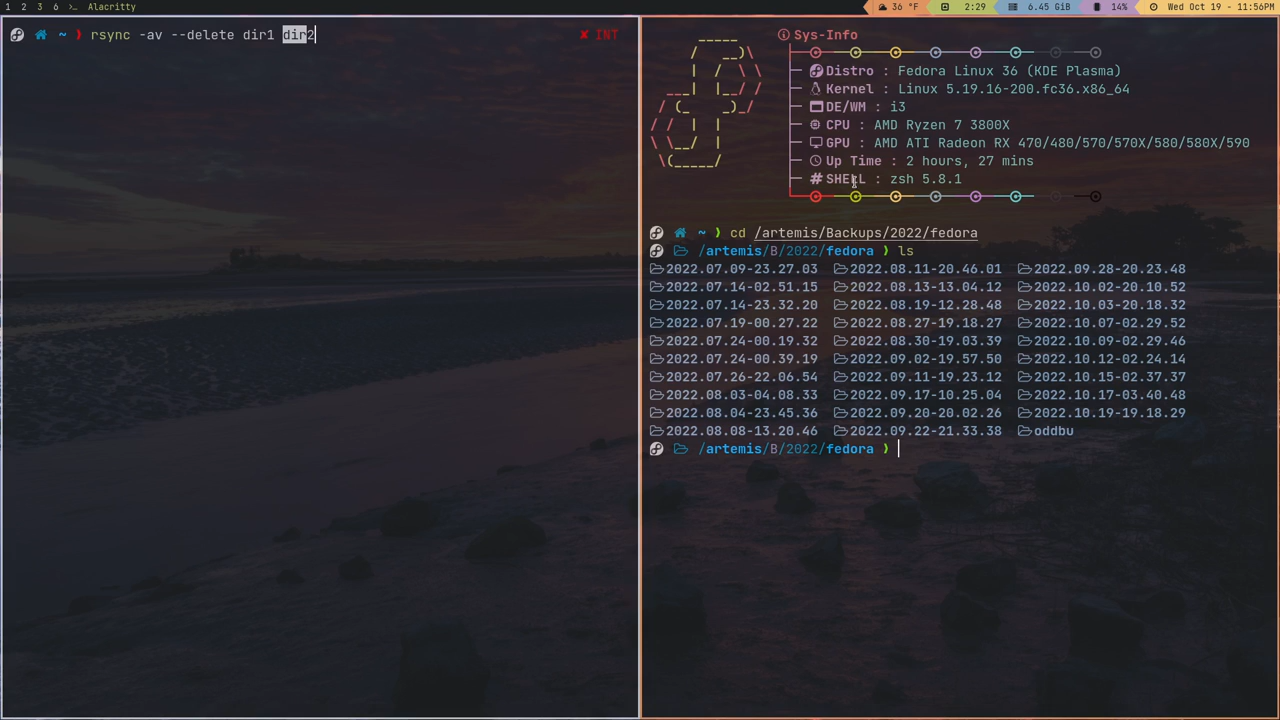 1 2 3 6 >_ Alacritty 36 °F 2:29 6.45 GiB 14% Wed Oct 19 - 11:56PM
~ ❯ rsync -av --delete dir1 dir2 ✘ INT
Sys-Info
Distro : Fedora Linux 36 (KDE Plasma)
Kernel : Linux 5.19.16-200.fc36.x86_64
DE/WM : i3
CPU : AMD Ryzen 7 3800X
GPU : AMD ATI Radeon RX 470/480/570/570X/580/580X/590
Up Time : 2 hours, 27 mins
SHELL : zsh 5.8.1
~ ❯ cd /artemis/Backups/2022/fedora
/artemis/B/2022/fedora ❯ ls
2022.07.09-23.27.03 2022.08.11-20.46.01 2022.09.28-20.23.48
2022.07.14-02.51.15 2022.08.13-13.04.12 2022.10.02-20.10.52
2022.07.14-23.32.20 2022.08.19-12.28.48 2022.10.03-20.18.32
2022.07.19-00.27.22 2022.08.27-19.18.27 2022.10.07-02.29.52
2022.07.24-00.19.32 2022.08.30-19.03.39 2022.10.09-02.29.46
2022.07.24-00.39.19 2022.09.02-19.57.50 2022.10.12-02.24.14
2022.07.26-22.06.54 2022.09.11-19.23.12 2022.10.15-02.37.37
2022.08.03-04.08.33 2022.09.17-10.25.04 2022.10.17-03.40.48
2022.08.04-23.45.36 2022.09.20-20.02.26 2022.10.19-19.18.29
2022.08.08-13.20.46 2022.09.22-21.33.38 oddbu
/artemis/B/2022/fedora ❯